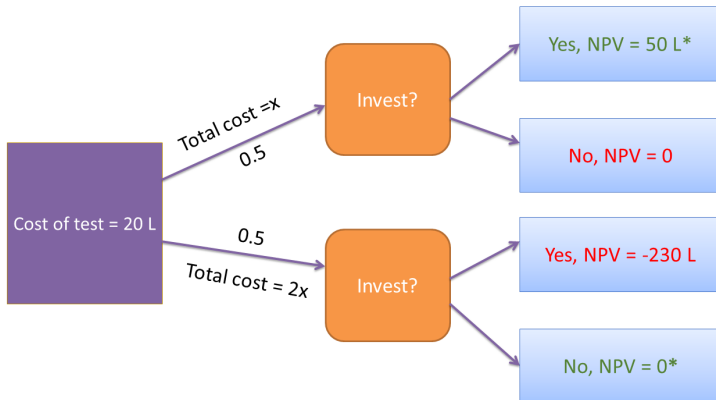 Yes, NPV = 50 L*
Total cost =x
Invest?
0.5
No, NPV = 0
Cost of test = 20 L
0.5
Yes, NPV = -230 L
Total cost = 2x
Invest?
No, NPV = 0*